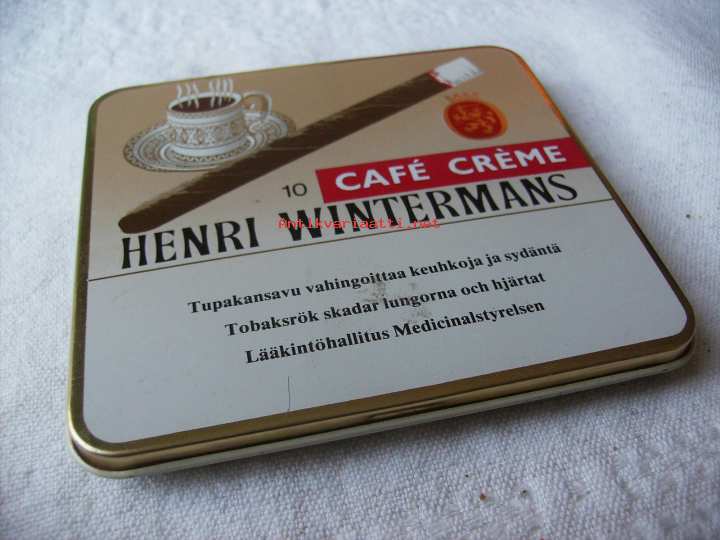 10 CAFÉ CRÈME
HENRI WINTERMANS
Antikvariaatti.net
Tupakansavu vahingoittaa keuhkoja ja sydäntä
Tobaksrök skadar lungorna och hjärtat
Lääkintöhallitus Medicinalstyrelsen